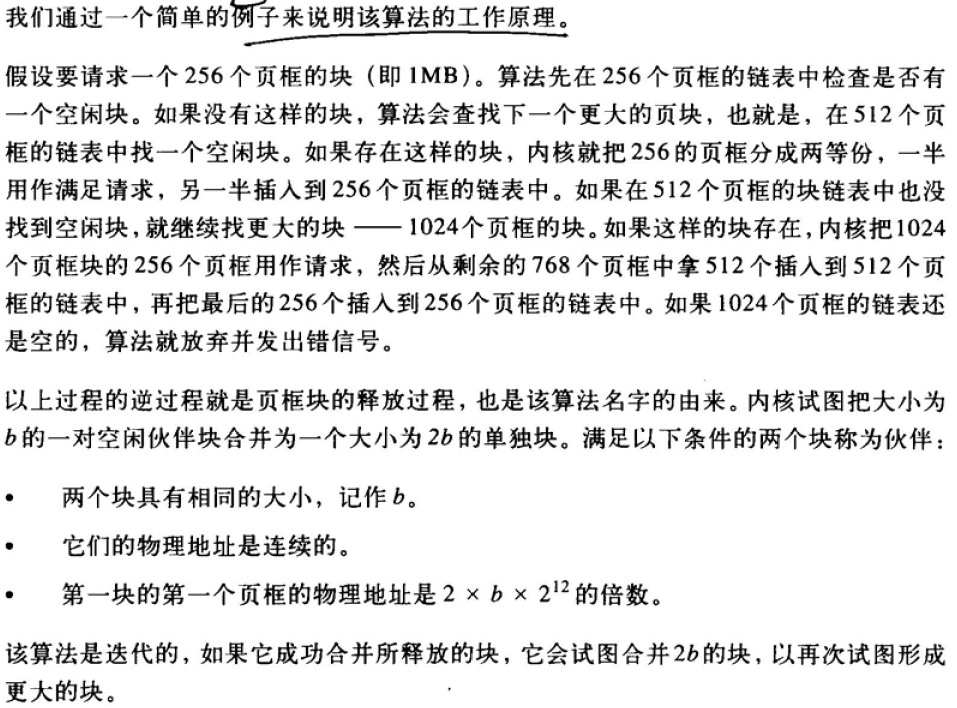 我们通过一个简单的例子来说明该算法的工作原理。
假设要请求一个256个页框的块（即1MB）。算法先在256个页框的链表中检查是否有
一个空闲块。如果没有这样的块，算法会查找下一个更大的页块，也就是，在512个页
框的链表中找一个空闲块。如果存在这样的块，内核就把256的页框分成两等份，一半
用作满足请求，另一半插入到256个页框的链表中。如果在512个页框的块链表中也没
找到空闲块，就继续找更大的块 —— 1024个页框的块。如果这样的块存在，内核把1024
个页框块的256个页框用作请求，然后从剩余的768个页框中拿512个插入到512个页
框的链表中，再把最后的256个插入到256个页框的链表中。如果1024个页框的链表还
是空的，算法就放弃并发出错信号。
以上过程的逆过程就是页框块的释放过程，也是该算法名字的由来。内核试图把大小为
b的一对空闲伙伴块合并为一个大小为2b的单独块。满足以下条件的两个块称为伙伴：
• 两个块具有相同的大小，记作b。
• 它们的物理地址是连续的。
• 第一块的第一个页框的物理地址是 2 × b × 2¹² 的倍数。
该算法是迭代的，如果它成功合并所释放的块，它会试图合并2b的块，以再次试图形成
更大的块。